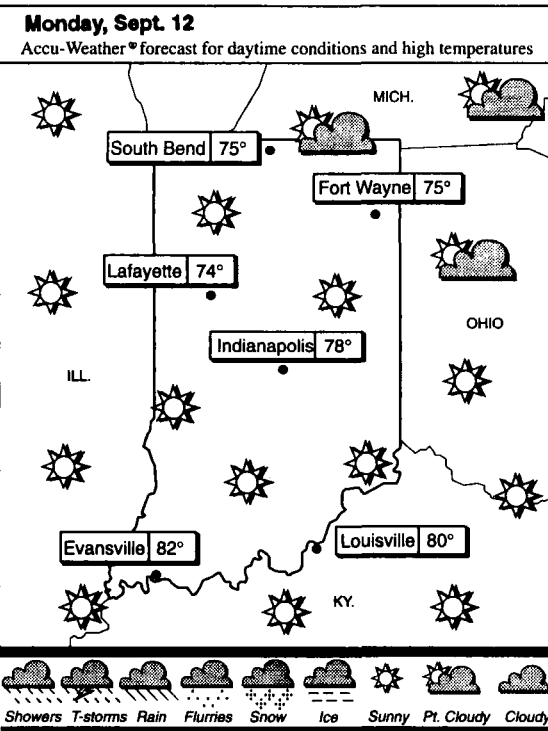 Monday, Sept. 12
Accu-Weather® forecast for daytime conditions and high temperatures
MICH.
South Bend 75°
Fort Wayne 75°
Lafayette 74°
OHIO
Indianapolis 78°
ILL.
Louisville 80°
Evansville 82°
KY.
Showers T-storms Rain Flurries Snow Ice Sunny Pt. Cloudy Cloudy